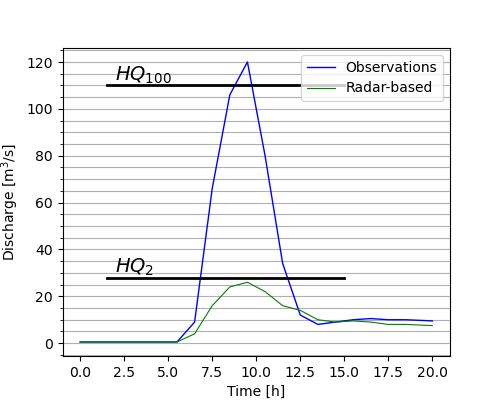 Observations
Radar-based
HQ100
HQ2
Discharge [m³/s]
120
100
80
60
40
20
0
0.0 2.5 5.0 7.5 10.0 12.5 15.0 17.5 20.0
Time [h]